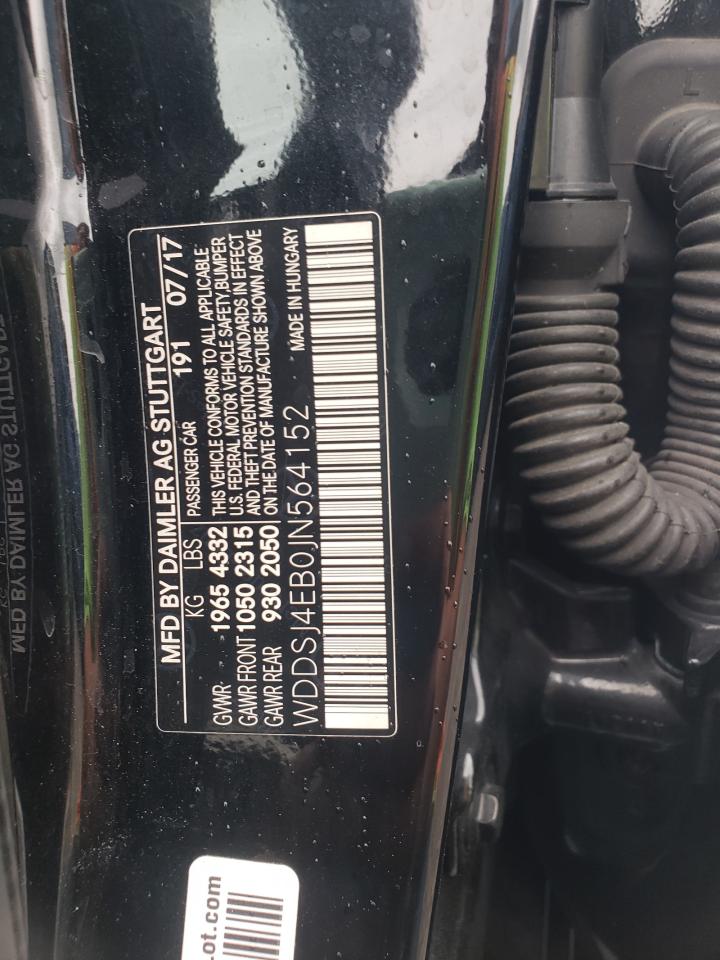 MFD BY DAIMLER AG STUTTGART
191 07/17
KG LBS PASSENGER CAR
GVWR 1965 4332 THIS VEHICLE CONFORMS TO ALL APPLICABLE
U.S. FEDERAL MOTOR VEHICLE SAFETY,BUMPER
GAWR FRONT 1050 2315 AND THEFT PREVENTION STANDARDS IN EFFECT
GAWR REAR 930 2050 ON THE DATE OF MANUFACTURE SHOWN ABOVE
WDDSJ4EB0JN564152 MADE IN HUNGARY
ot.com
L
MFD BY DAIMLER AG STUTTGART